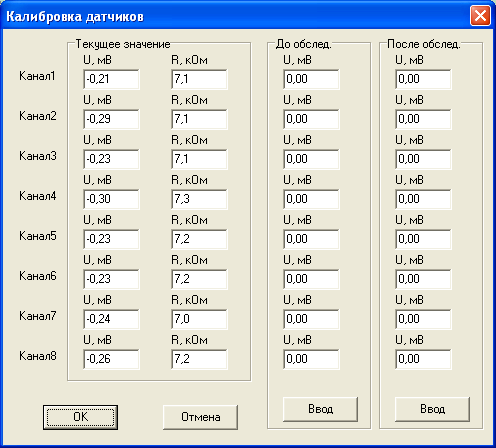 Калибровка датчиков
Текущее значение До обслед. После обслед.
U, мВ R, кОм U, мВ U, мВ
Канал1 -0,21 7,1 0,00 0,00
U, мВ R, кОм U, мВ U, мВ
Канал2 -0,29 7,1 0,00 0,00
U, мВ R, кОм U, мВ U, мВ
Канал3 -0,23 7,1 0,00 0,00
U, мВ R, кОм U, мВ U, мВ
Канал4 -0,30 7,3 0,00 0,00
U, мВ R, кОм U, мВ U, мВ
Канал5 -0,23 7,2 0,00 0,00
U, мВ R, кОм U, мВ U, мВ
Канал6 -0,23 7,2 0,00 0,00
U, мВ R, кОм U, мВ U, мВ
Канал7 -0,24 7,0 0,00 0,00
U, мВ R, кОм U, мВ U, мВ
Канал8 -0,26 7,2 0,00 0,00
OK Отмена Ввод Ввод